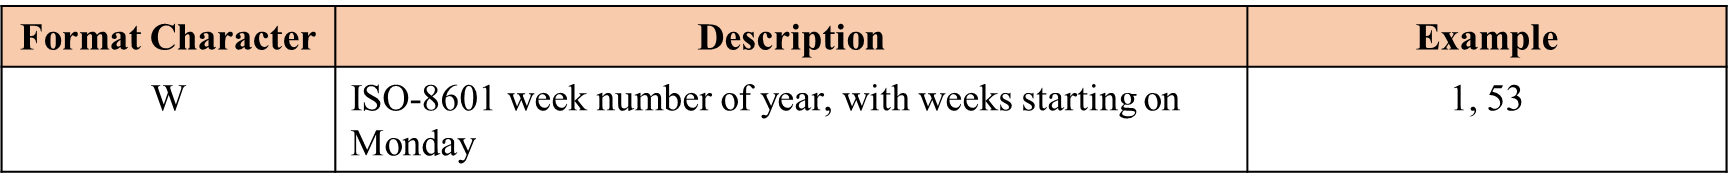 Format Character Description Example
W ISO-8601 week number of year, with weeks starting on 1, 53
Monday